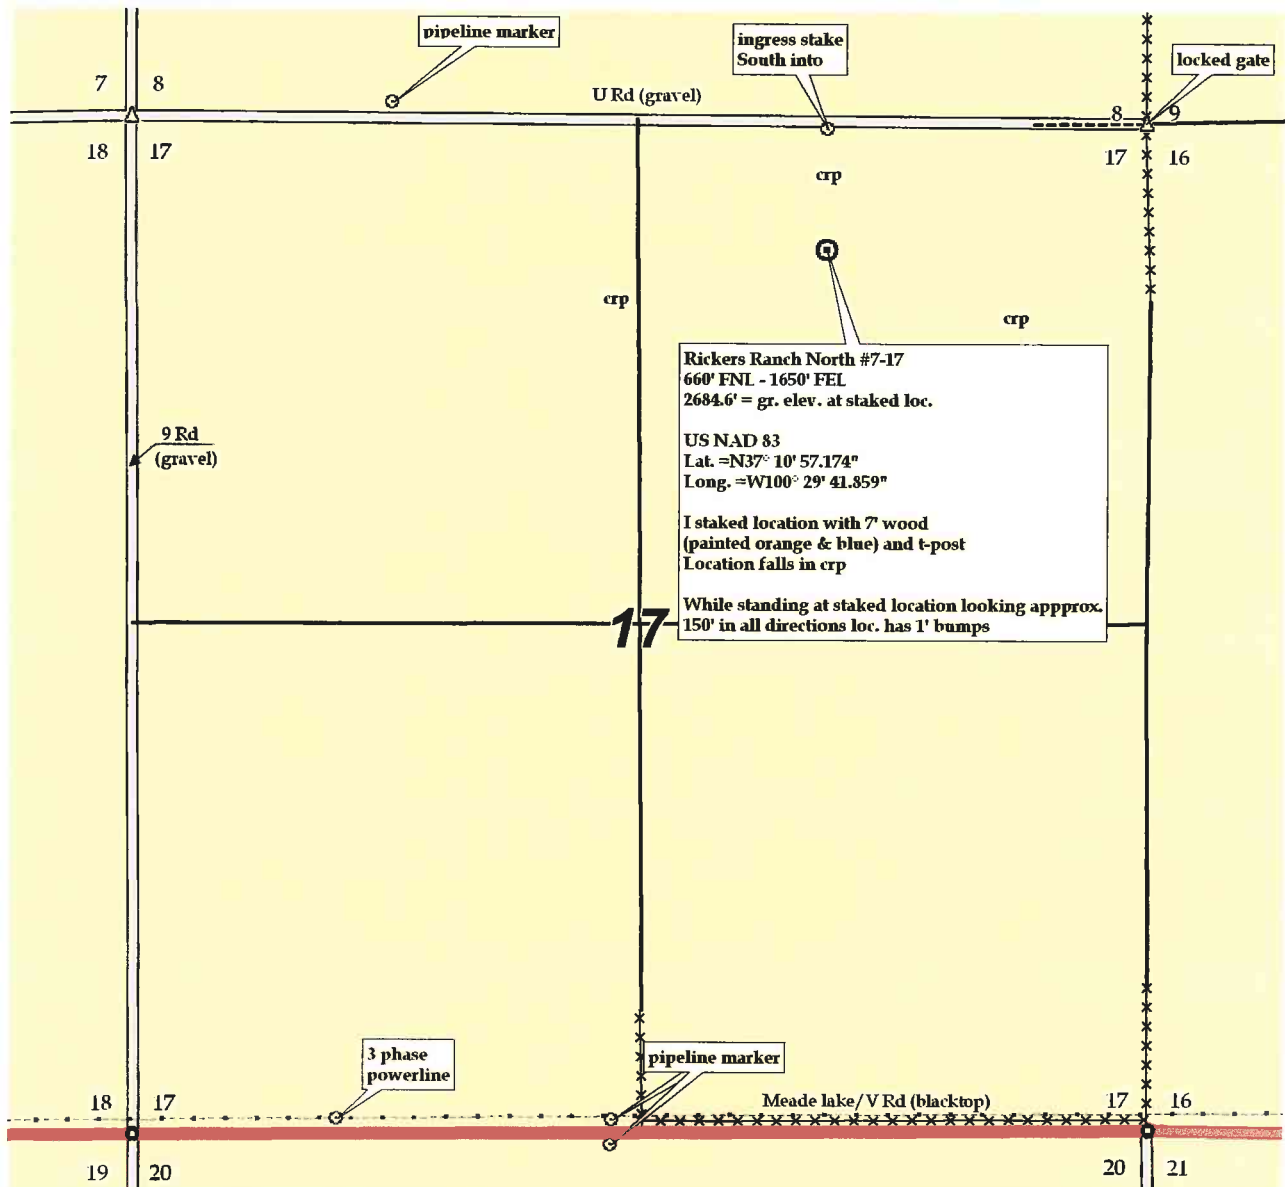 pipeline marker
ingress stake
South into
locked gate
7 8
U Rd (gravel)
8 9
18 17
17 16
crp
crp
crp
Rickers Ranch North #7-17
660' FNL - 1650' FEL
2684.6' = gr. elev. at staked loc.
US NAD 83
Lat. =N37° 10' 57.174"
Long. =W100° 29' 41.859"
I staked location with 7' wood
(painted orange & blue) and t-post
Location falls in crp
While standing at staked location looking appprox.
150' in all directions loc. has 1' bumps
9 Rd
(gravel)
17
3 phase
powerline
pipeline marker
18 17
Meade lake/V Rd (blacktop)
17 16
19 20
20 21